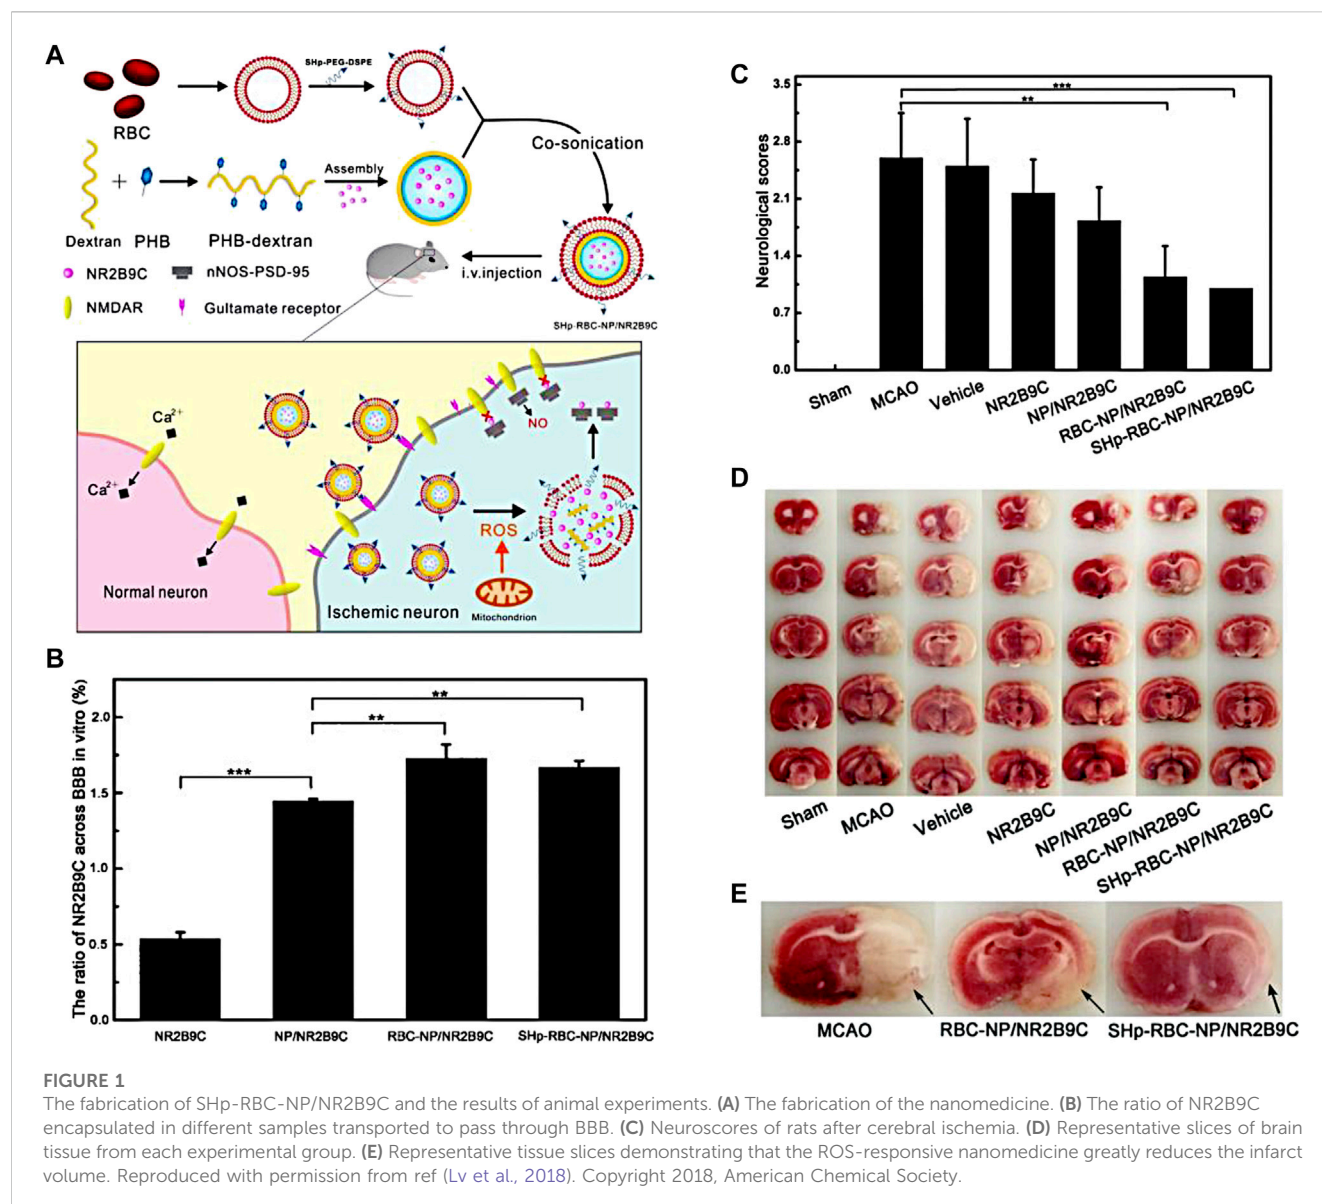 A
RBC
SHp-PEG-DSPE
Co-sonication
Dextran
+
PHB
PHB-dextran
Assembly
NR2B9C
nNOS-PSD-95
NMDAR
Gultamate receptor
i.v.injection
SHp-RBC-NP/NR2B9C
Ca2+
Ca2+
Normal neuron
NO
ROS
Ischemic neuron
Mitochondrion
B
The ratio of NR2B9C across BBB in vitro (%)
2.0
1.5
1.0
0.5
0.0
***
**
**
NR2B9C
NP/NR2B9C
RBC-NP/NR2B9C
SHp-RBC-NP/NR2B9C
C
Neurological scores
3.5
2.8
2.1
1.4
0.7
0.0
***
**
Sham
MCAO
Vehicle
NR2B9C
NP/NR2B9C
RBC-NP/NR2B9C
SHp-RBC-NP/NR2B9C
D
Sham
MCAO
Vehicle
NR2B9C
NP/NR2B9C
RBC-NP/NR2B9C
SHp-RBC-NP/NR2B9C
E
MCAO
RBC-NP/NR2B9C
SHp-RBC-NP/NR2B9C
FIGURE 1
The fabrication of SHp-RBC-NP/NR2B9C and the results of animal experiments. (A) The fabrication of the nanomedicine. (B) The ratio of NR2B9C
encapsulated in different samples transported to pass through BBB. (C) Neuroscores of rats after cerebral ischemia. (D) Representative slices of brain
tissue from each experimental group. (E) Representative tissue slices demonstrating that the ROS-responsive nanomedicine greatly reduces the infarct
volume. Reproduced with permission from ref (Lv et al., 2018). Copyright 2018, American Chemical Society.